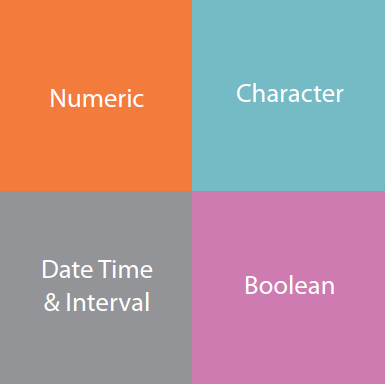 Numeric
Character
Date Time
& Interval
Boolean